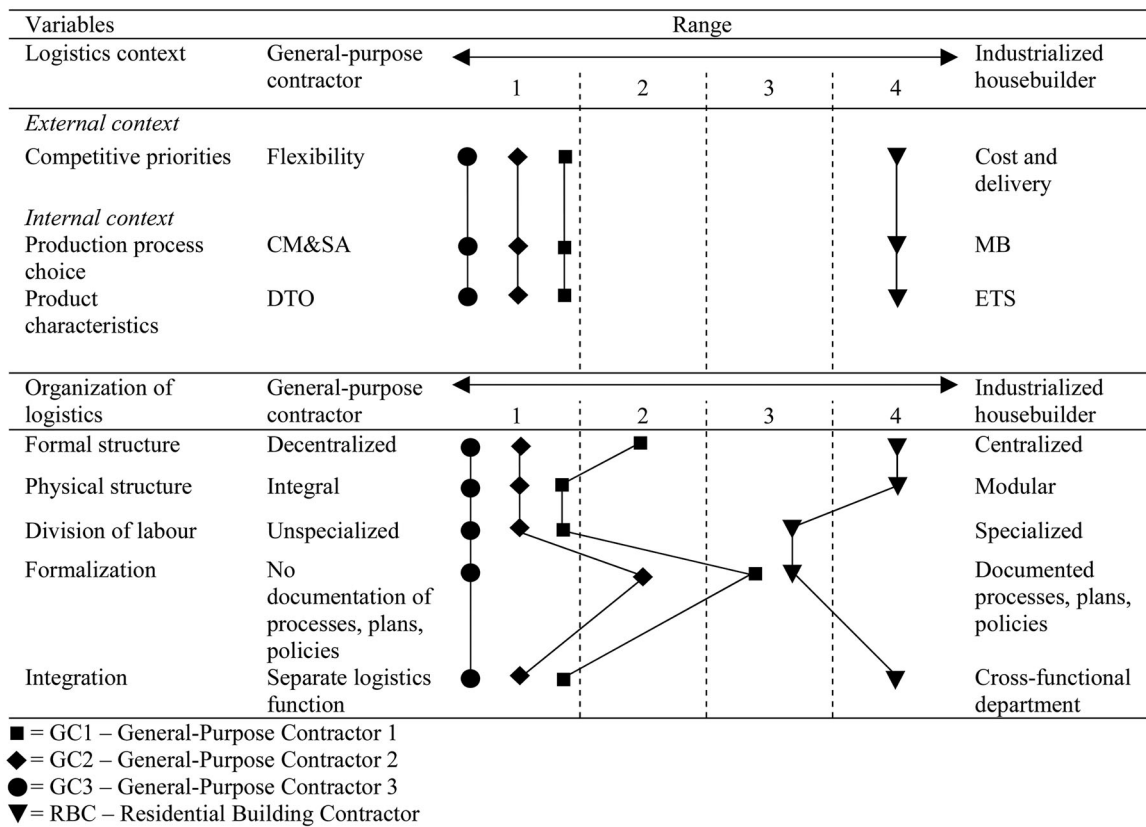 Variables Range
Logistics context General-purpose Industrialized
contractor housebuilder
1 2 3 4
External context
Competitive priorities Flexibility Cost and
delivery
Internal context
Production process CM&SA MB
choice
Product DTO ETS
characteristics
Organization of General-purpose Industrialized
logistics contractor 1 2 3 4 housebuilder
Formal structure Decentralized Centralized
Physical structure Integral Modular
Division of labour Unspecialized Specialized
Formalization No Documented
documentation of processes, plans,
processes, plans, policies
policies
Integration Separate logistics Cross-functional
function department
■ = GC1 – General-Purpose Contractor 1
◆ = GC2 – General-Purpose Contractor 2
● = GC3 – General-Purpose Contractor 3
▼ = RBC – Residential Building Contractor